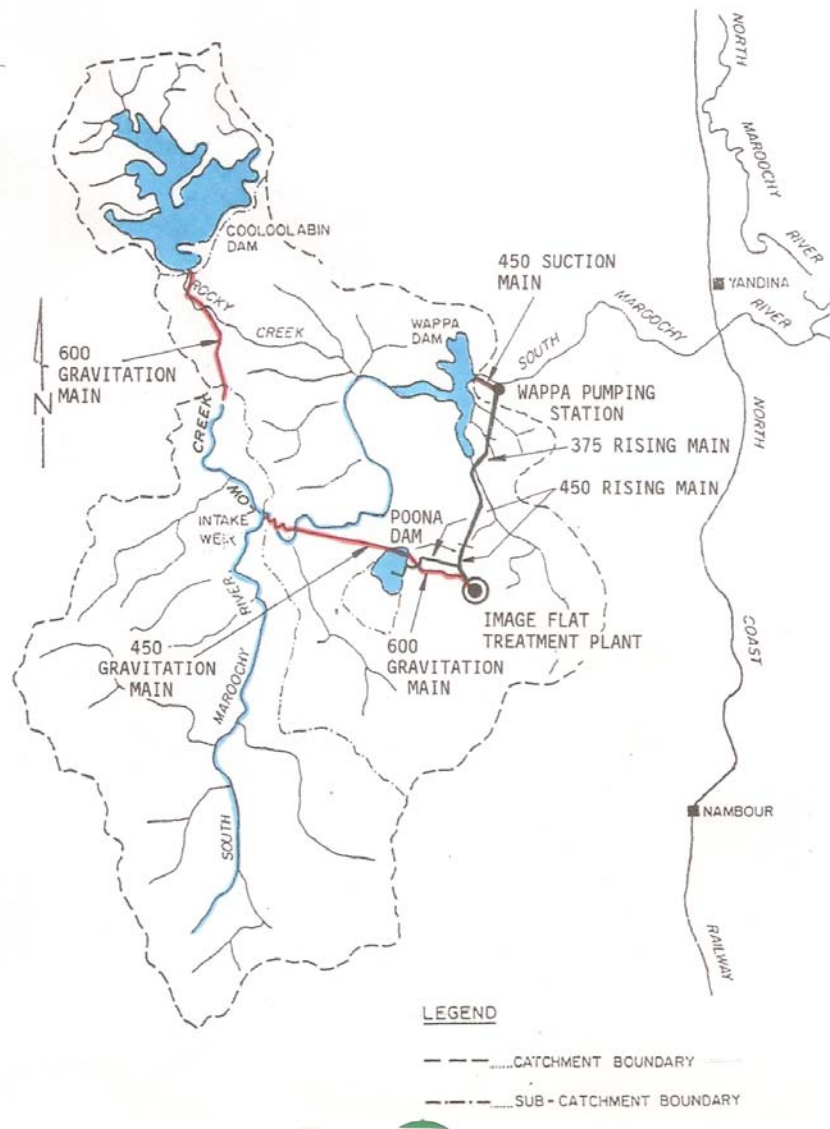 NORTH
MAROOCHY
RIVER
COOLOOLABIN
DAM
450 SUCTION
MAIN
YANDINA
ROCKY
CREEK
WAPPA
DAM
SOUTH
MAROOCHY
RIVER
600
GRAVITATION
MAIN
N
WAPPA PUMPING
STATION
CREEK
NORTH
375 RISING MAIN
450 RISING MAIN
POONA
DAM
INTAKE
WEIR
RIVER
IMAGE FLAT
TREATMENT PLANT
COAST
450
GRAVITATION
MAIN
600
GRAVITATION
MAIN
MAROOCHY
NAMBOUR
SOUTH
RAILWAY
LEGEND
CATCHMENT BOUNDARY
SUB-CATCHMENT BOUNDARY